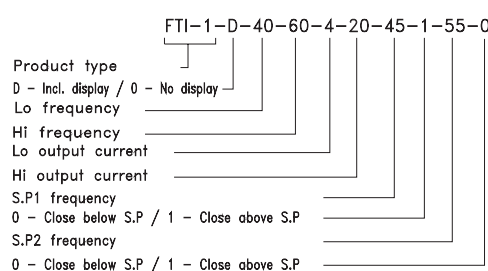 FTI-1-D-40-60-4-20-45-1-55-0
Product type
D - Incl. display / 0 - No display
Lo frequency
Hi frequency
Lo output current
Hi output current
S.P1 frequency
0 - Close below S.P / 1 - Close above S.P
S.P2 frequency
0 - Close below S.P / 1 - Close above S.P